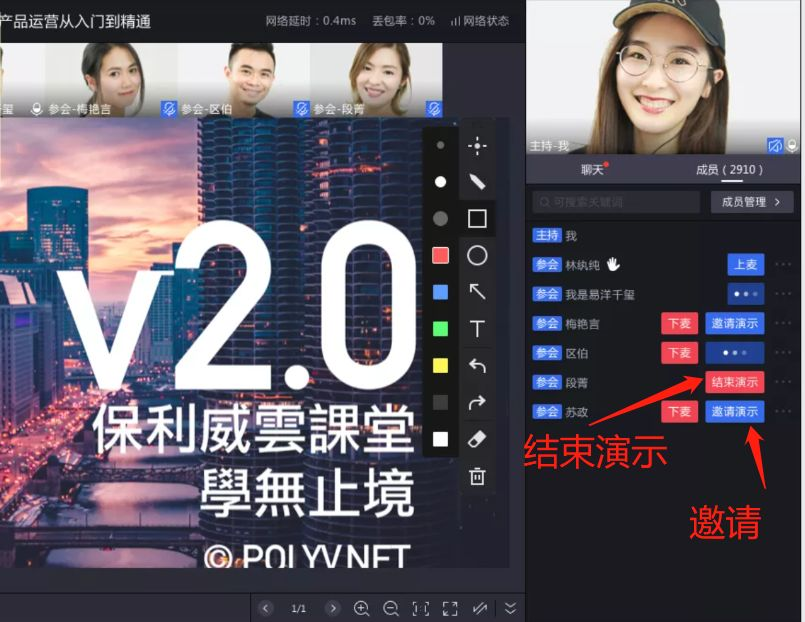 产品运营从入门到精通
网络延时：0.4ms 丢包率：0% 网络状态
玺 参会-梅艳言 参会-区伯 参会-段菁
主持-我
聊天 成员（2910）
可搜索关键词 成员管理 >
主持 我
参会 林纨纯 上麦
参会 我是易洋千玺
参会 梅艳言 下麦 邀请演示
参会 区伯 下麦
参会 段菁 结束演示
参会 苏政 下麦 邀请演示
结束演示
邀请
v2.0
保利威雲課堂
學無止境
© POLYV.NET
T
1/1